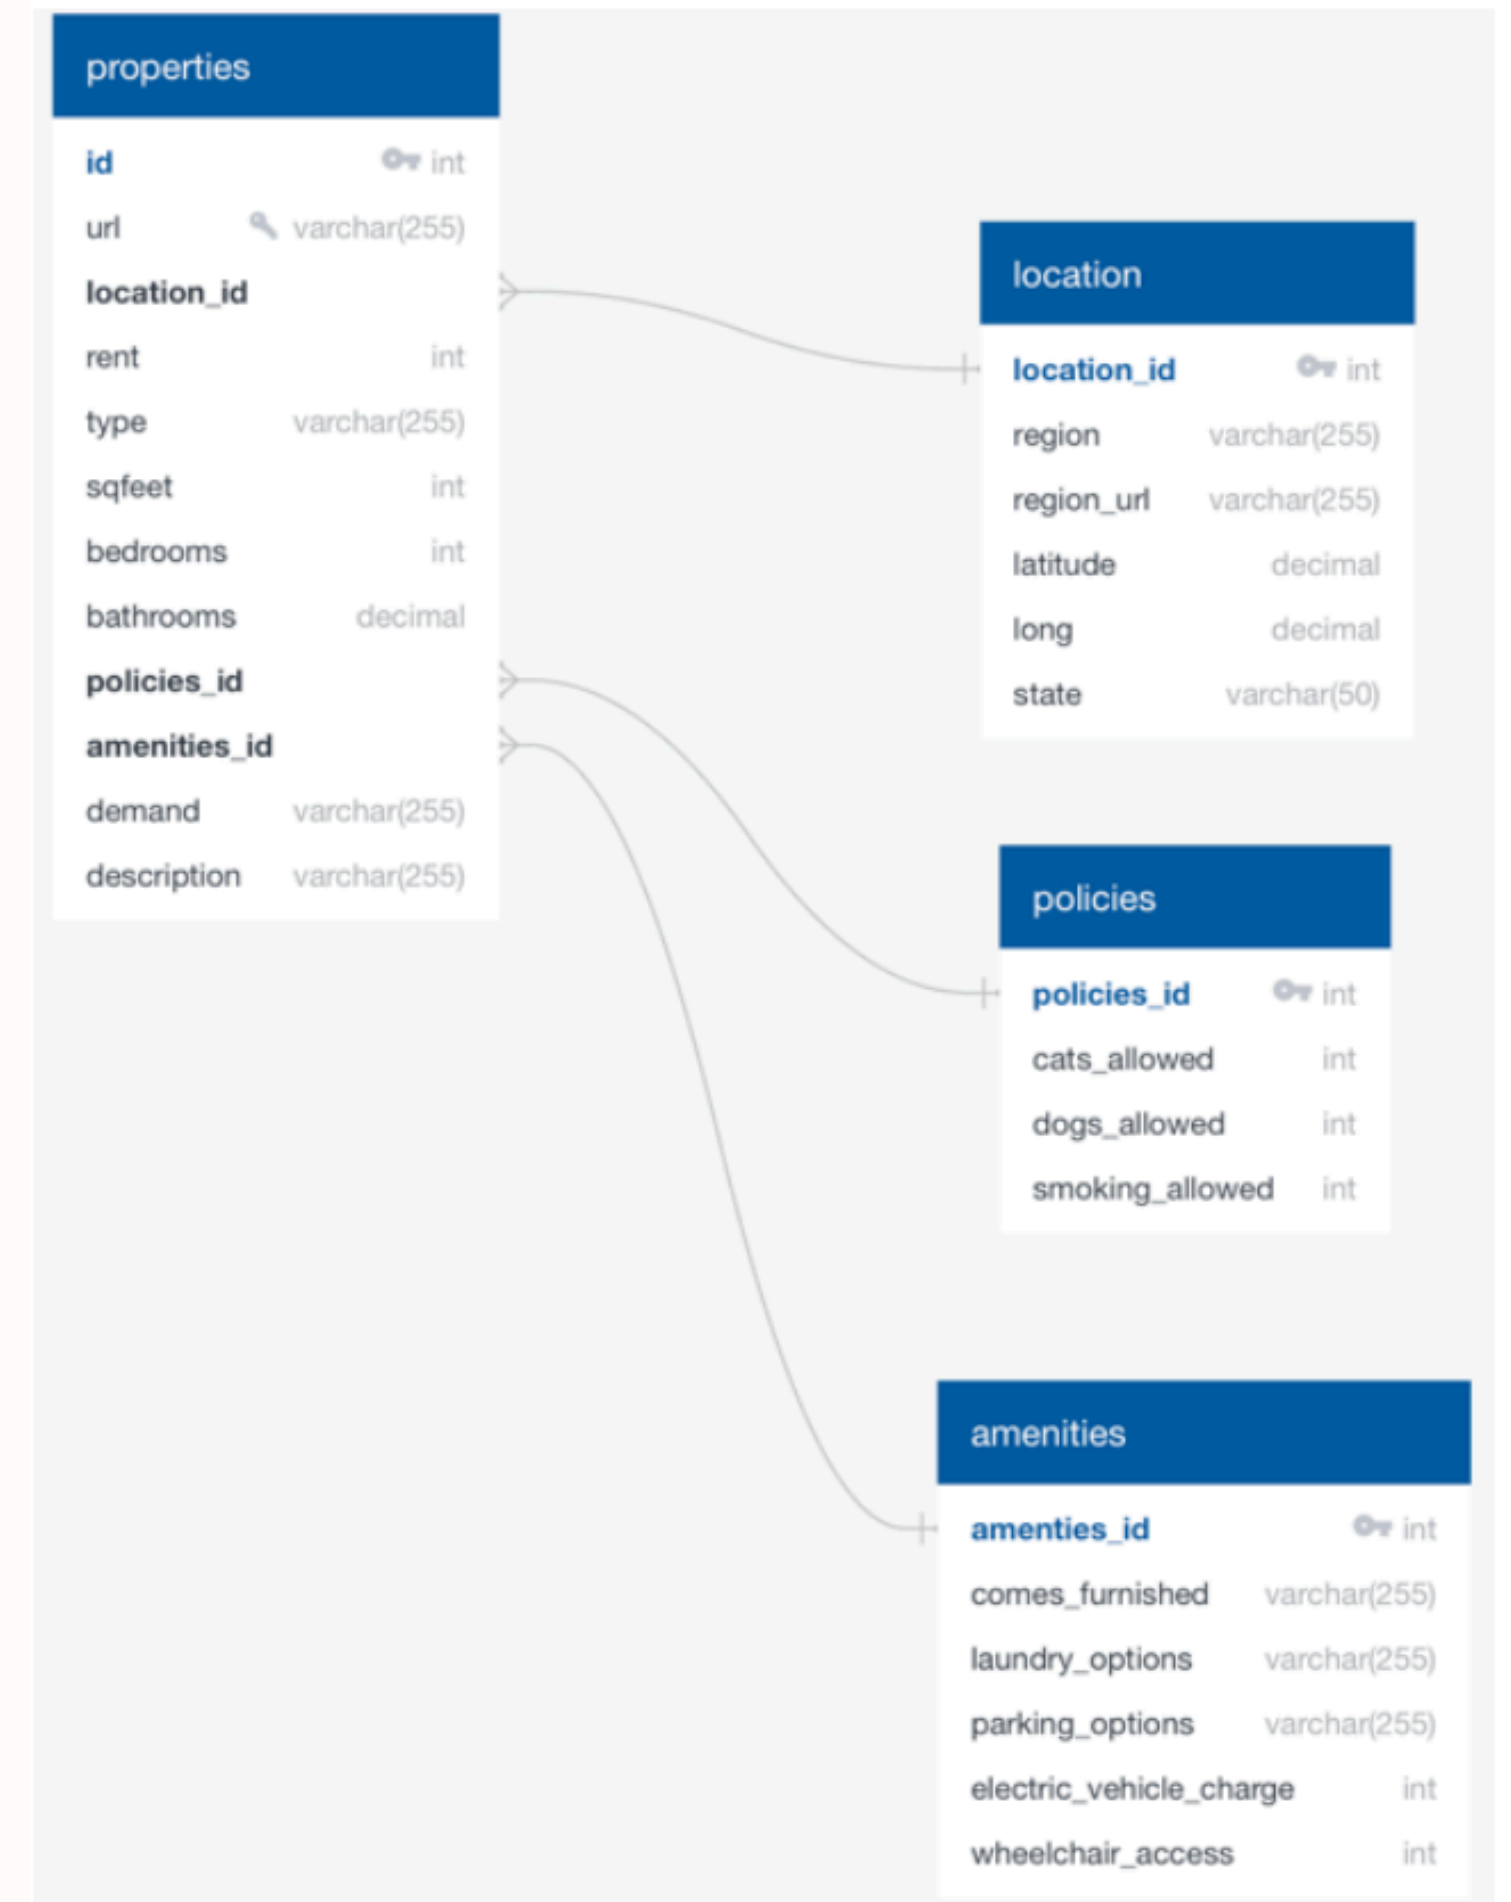 properties
id int
url varchar(255)
location_id
rent int
type varchar(255)
sqfeet int
bedrooms int
bathrooms decimal
policies_id
amenities_id
demand varchar(255)
description varchar(255)
location
location_id int
region varchar(255)
region_url varchar(255)
latitude decimal
long decimal
state varchar(50)
policies
policies_id int
cats_allowed int
dogs_allowed int
smoking_allowed int
amenities
amenties_id int
comes_furnished varchar(255)
laundry_options varchar(255)
parking_options varchar(255)
electric_vehicle_charge int
wheelchair_access int